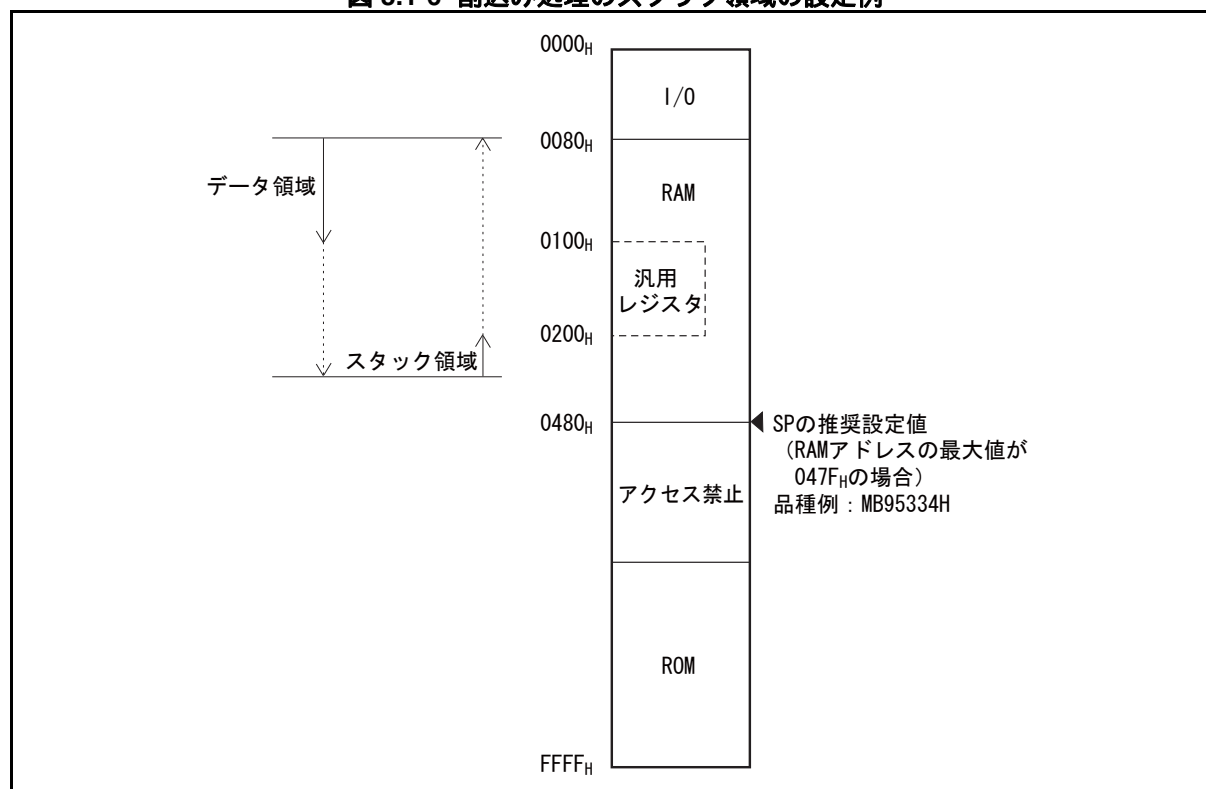 図 8.1-8 割込み処理のスタック領域の設定例
0000H
I/O
0080H
データ領域
RAM
0100H
汎用
レジスタ
0200H
スタック領域
0480H
SPの推奨設定値
(RAMアドレスの最大値が
047FHの場合)
アクセス禁止
品種例：MB95334H
ROM
FFFFH